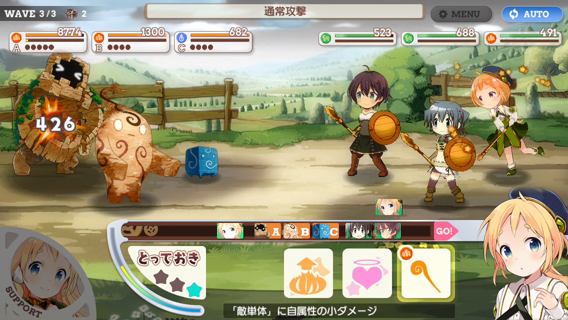 WAVE 3/3 2
通常攻撃
MENU
AUTO
8774
A
1300
B
682
C
523
688
491
426
A B C GO!
とっておき
SUPPORT
「敵単体」に自属性の小ダメージ